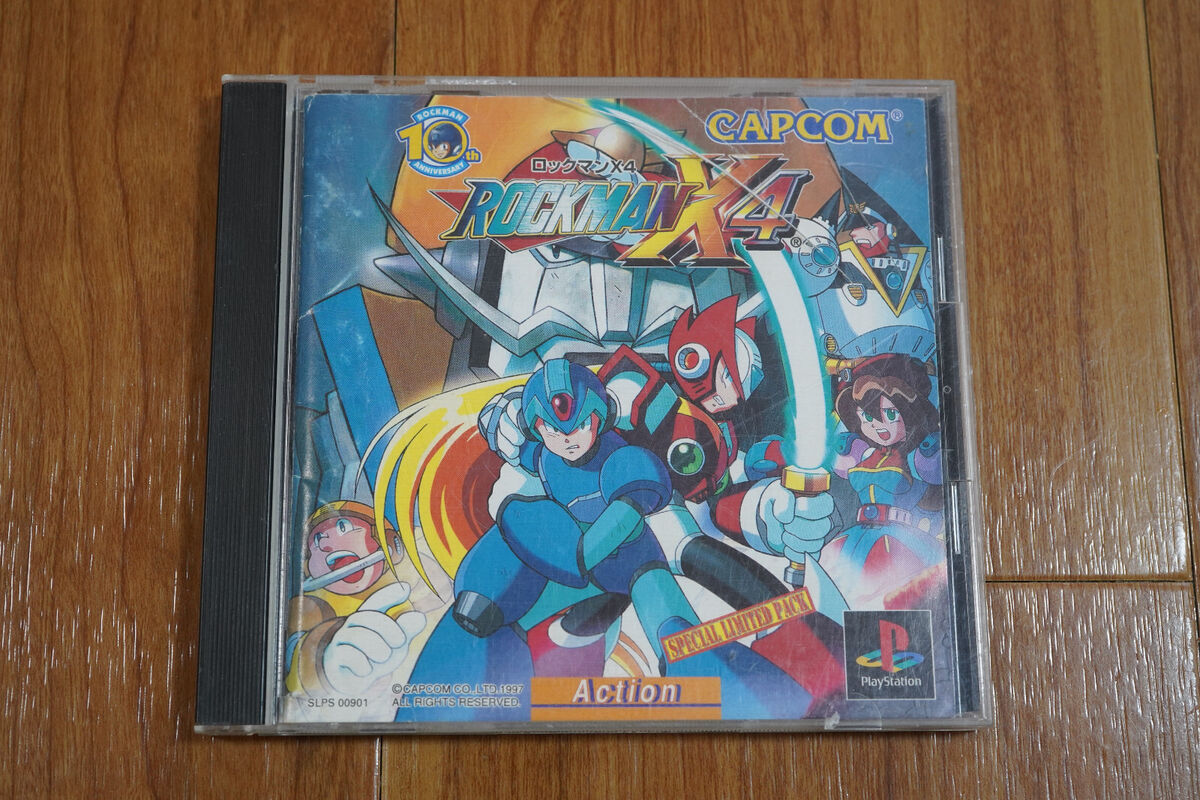 ROCKMAN
10th
ANNIVERSARY
CAPCOM®
ロックマンX4
ROCKMAN X4®
SPECIAL LIMITED PACK
PlayStation
SLPS 00901
©CAPCOM CO.,LTD.1997
ALL RIGHTS RESERVED.
Action